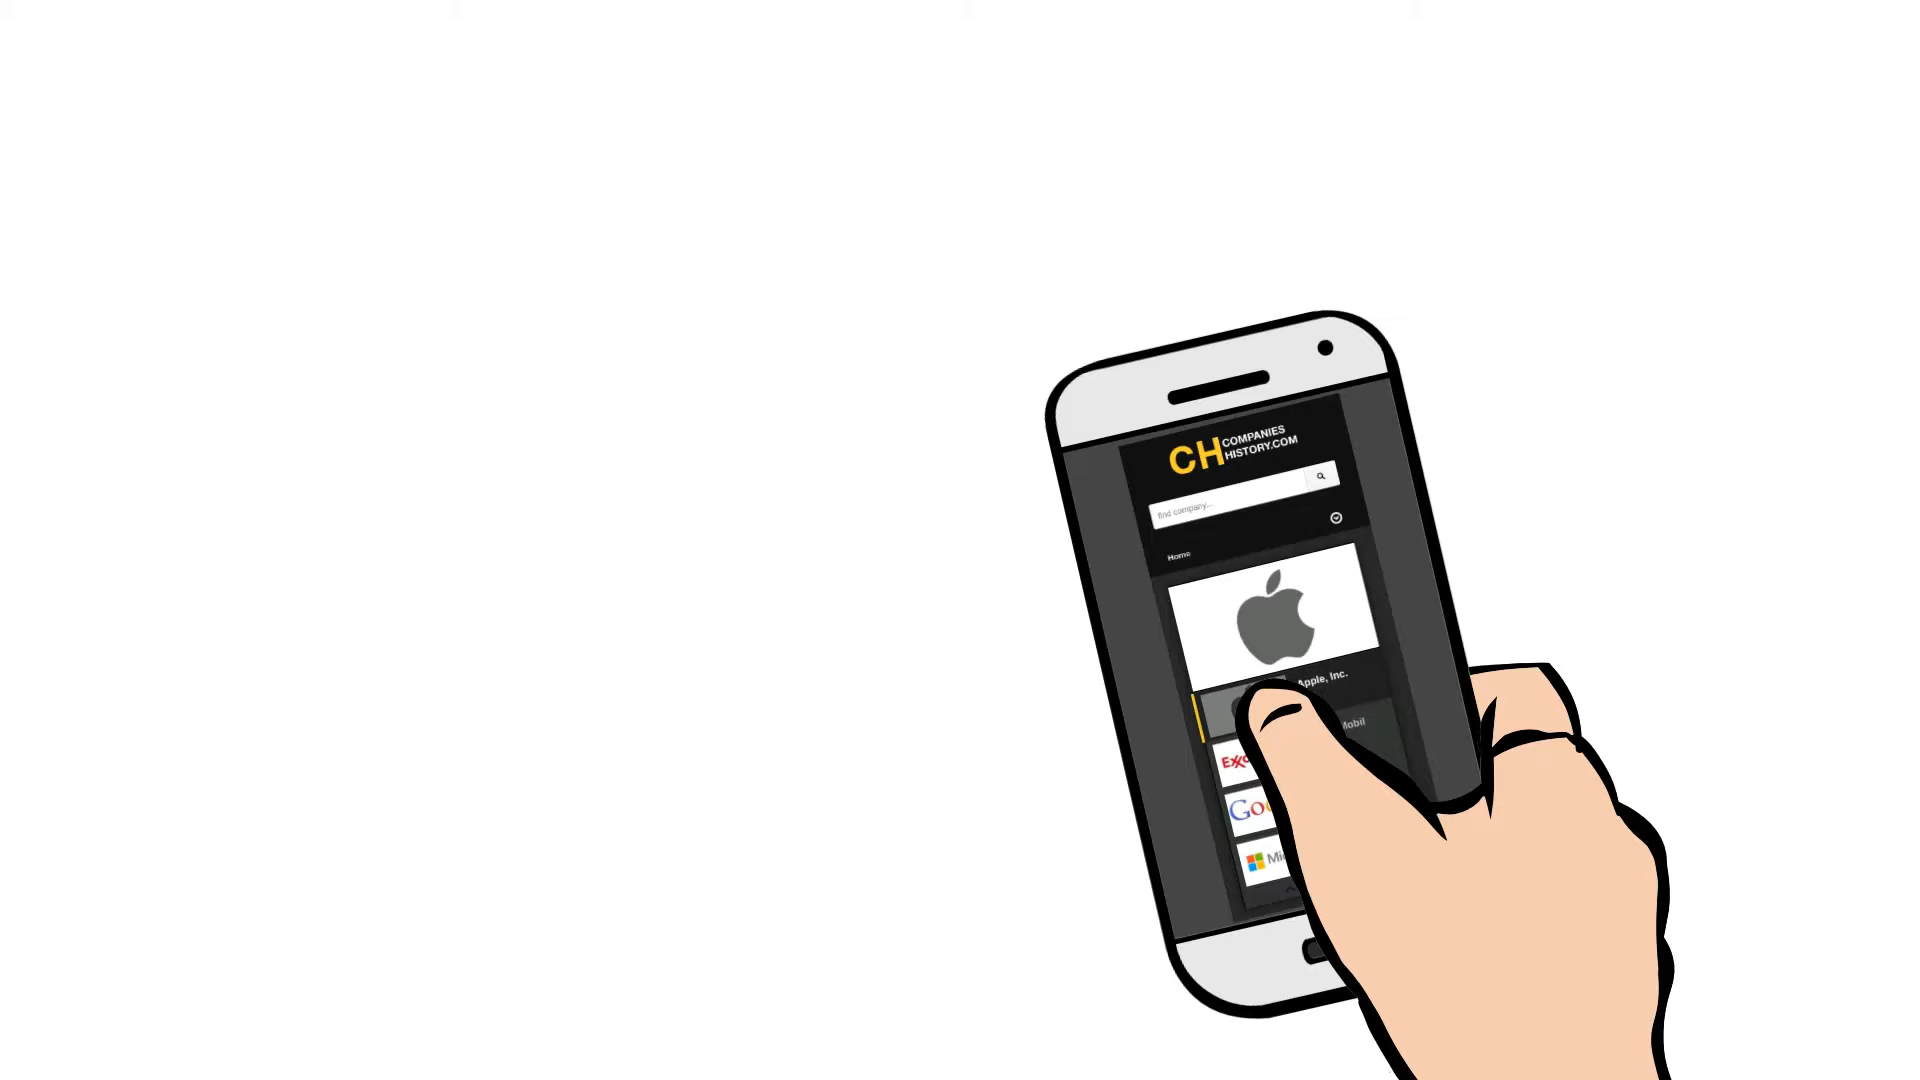 CH COMPANIES
HISTORY.COM
find company...
Home
Apple, Inc.
Mobil